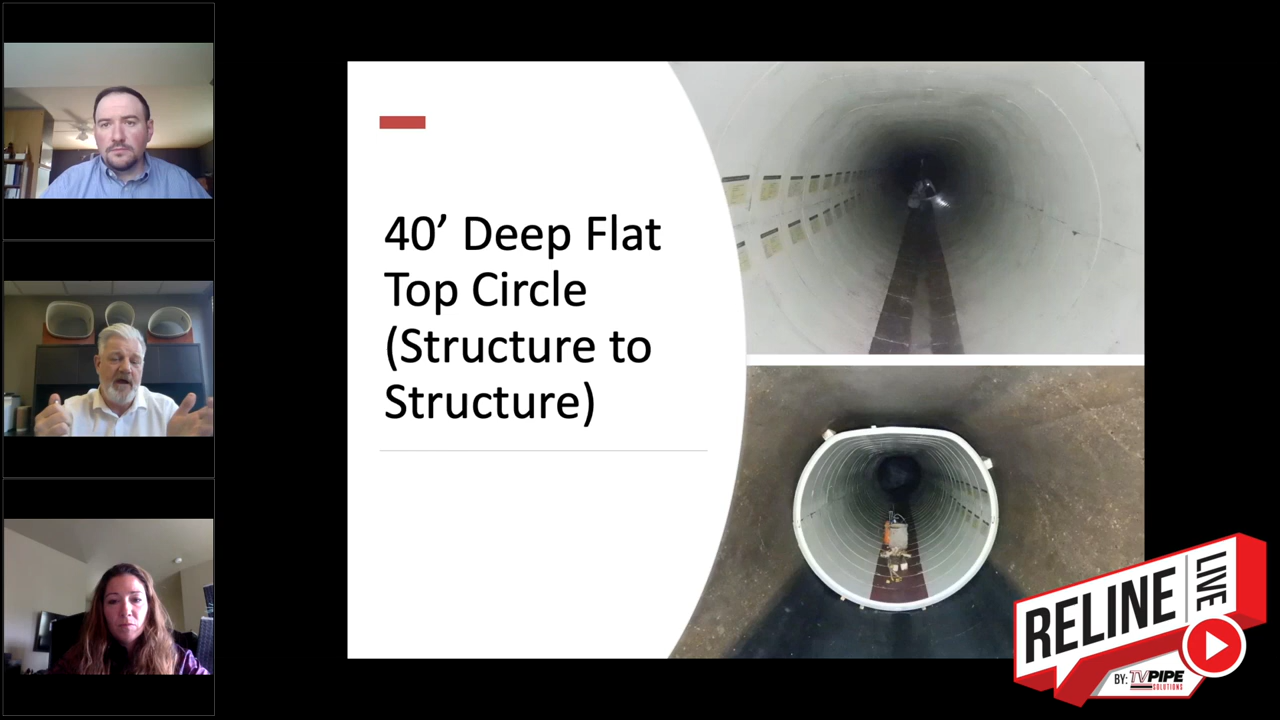 40’ Deep Flat
Top Circle
(Structure to
Structure)
RELINE
LIVE
BY: TVPIPE
SOLUTIONS